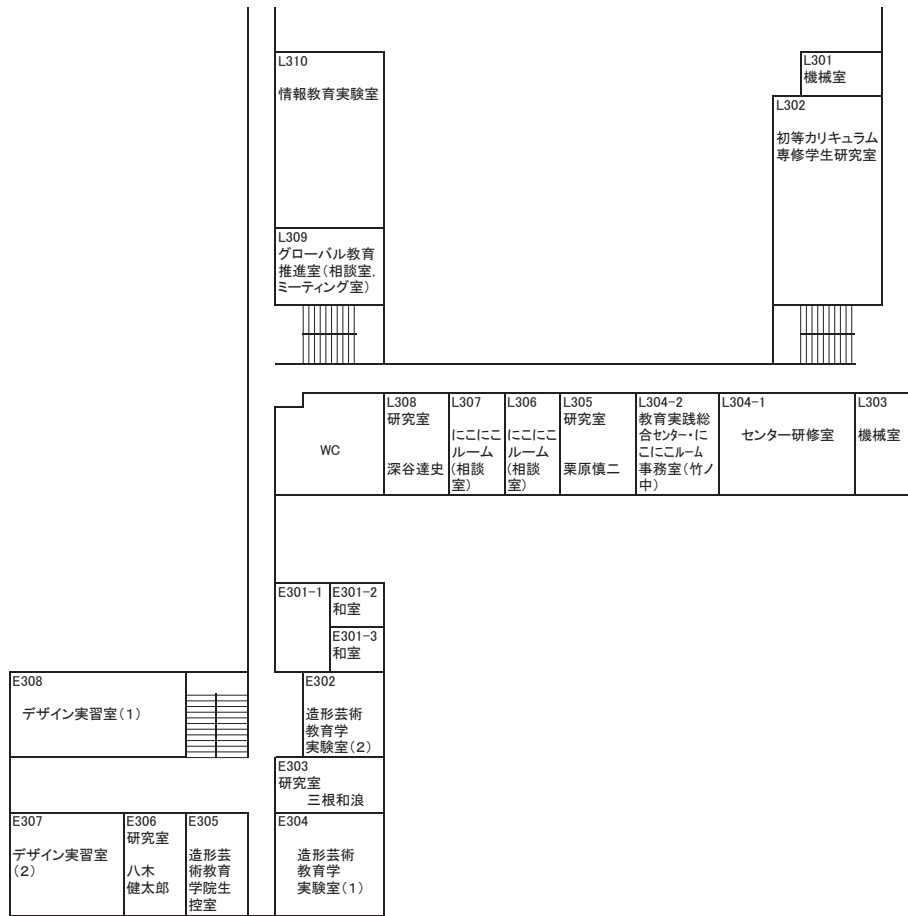 L310
情報教育実験室
L301
機械室
L302
初等カリキュラム
専修学生研究室
L309
グローバル教育
推進室(相談室,
ミーティング室)
WC
L308
研究室
深谷達史
L307
にこにこ
ルーム
(相談
室)
L306
にこにこ
ルーム
(相談
室)
L305
研究室
栗原慎二
L304-2
教育実践総
合センター・に
こにこルーム
事務室(竹ノ
中)
L304-1
センター研修室
L303
機械室
E301-1
E301-2
和室
E301-3
和室
E308
デザイン実習室(1)
E302
造形芸術
教育学
実験室(2)
E303
研究室
三根和浪
E307
デザイン実習室
(2)
E306
研究室
八木
健太郎
E305
造形芸
術教育
学院生
控室
E304
造形芸術
教育学
実験室(1)